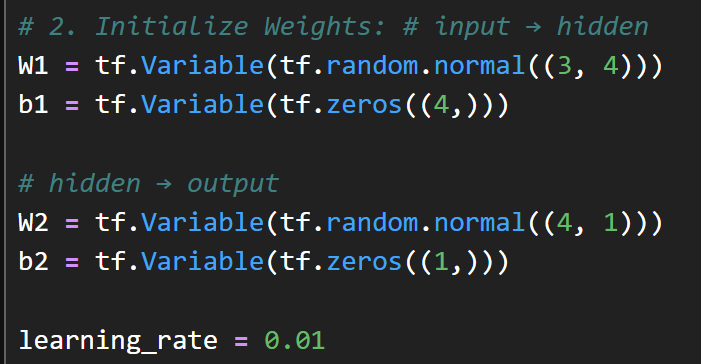 # 2. Initialize Weights: # input → hidden
W1 = tf.Variable(tf.random.normal((3, 4)))
b1 = tf.Variable(tf.zeros((4,)))
# hidden → output
W2 = tf.Variable(tf.random.normal((4, 1)))
b2 = tf.Variable(tf.zeros((1,)))
learning_rate = 0.01